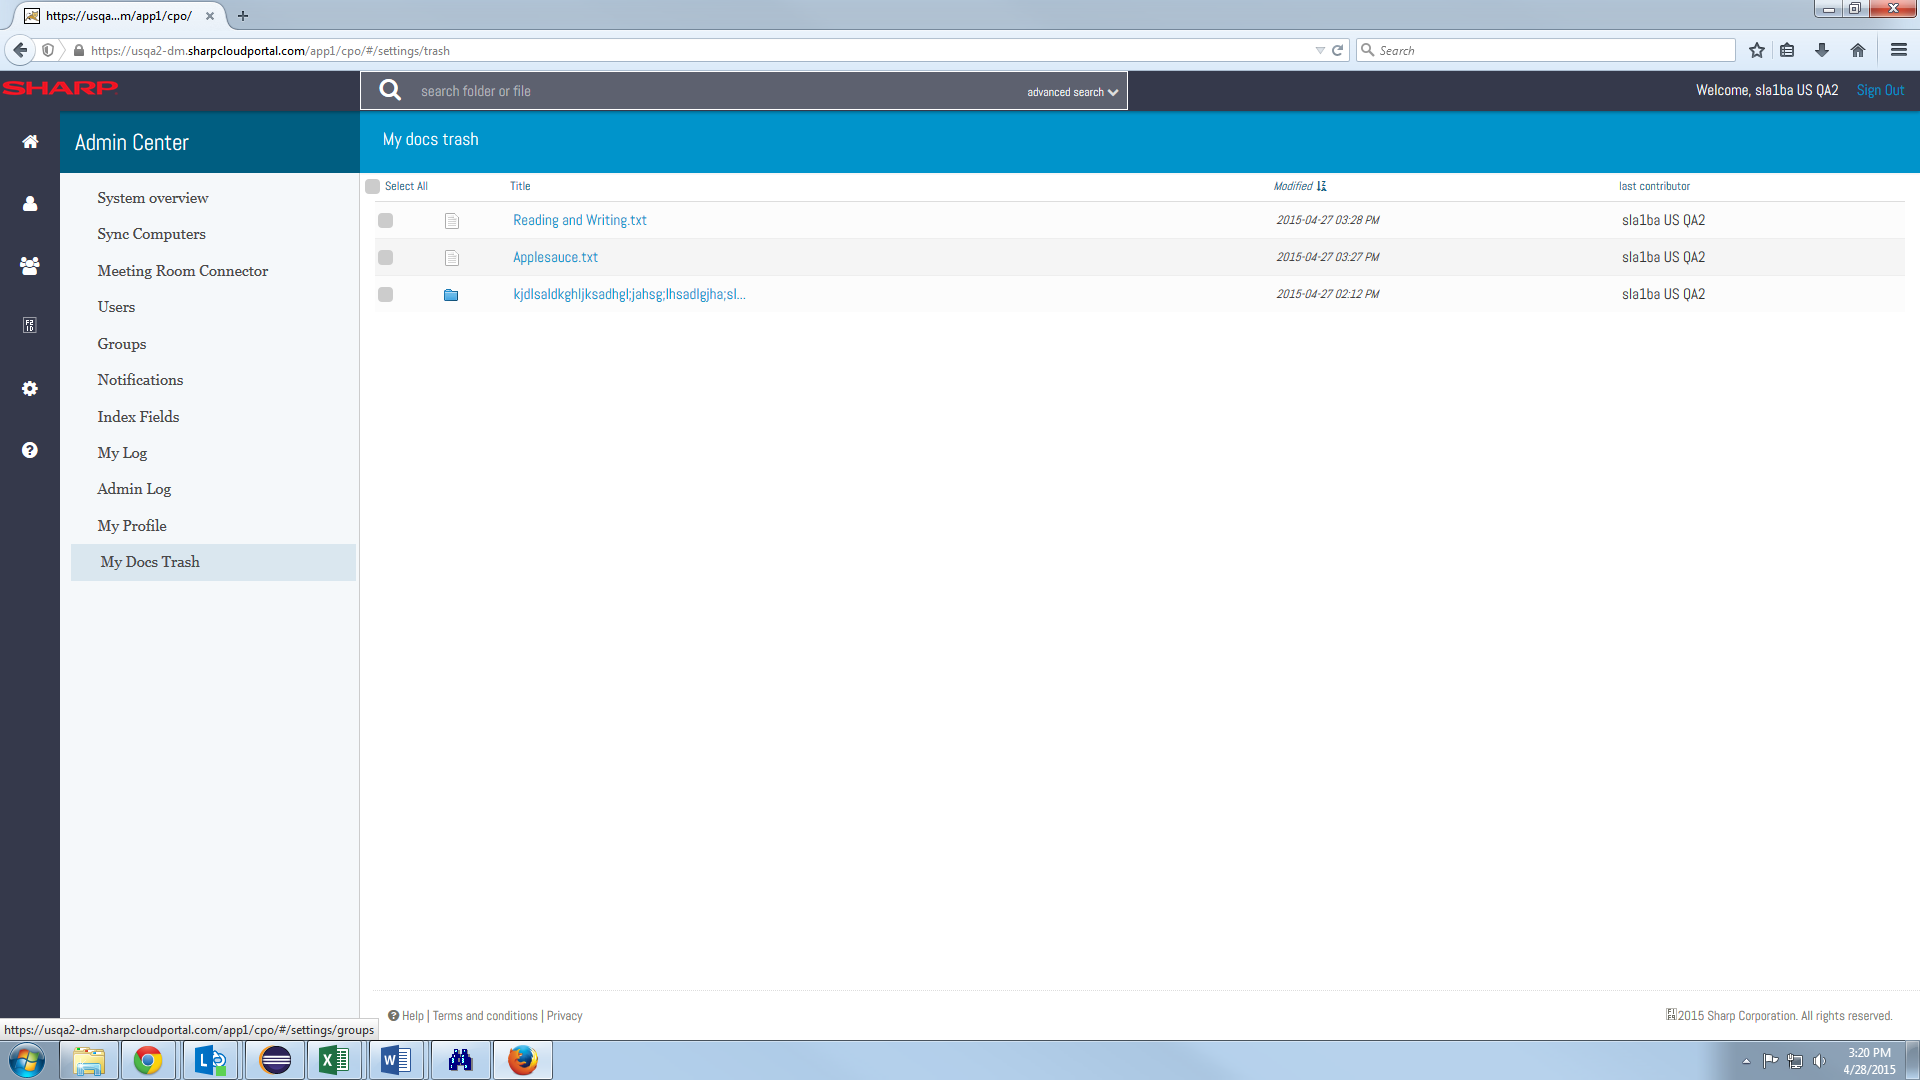 https://usqa...m/app1/cpo/
https://usqa2-dm.sharpcloudportal.com/app1/cpo/#/settings/trash
Search
SHARP
search folder or file
advanced search
Welcome, sla1ba US QA2
Sign Out
Admin Center
My docs trash
System overview
Sync Computers
Meeting Room Connector
Users
Groups
Notifications
Index Fields
My Log
Admin Log
My Profile
My Docs Trash
Select All Title Modified last contributor
Reading and Writing.txt 2015-04-27 03:28 PM sla1ba US QA2
Applesauce.txt 2015-04-27 03:27 PM sla1ba US QA2
kjdlsaldkghljksadhgl;jahsg;lhsadlgjha;sl... 2015-04-27 02:12 PM sla1ba US QA2
Help | Terms and conditions | Privacy
2015 Sharp Corporation. All rights reserved.
https://usqa2-dm.sharpcloudportal.com/app1/cpo/#/settings/groups
3:20 PM
4/28/2015